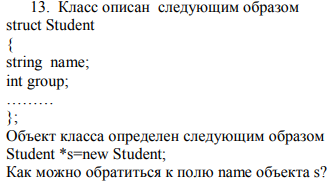 13. Класс описан следующим образом
struct Student
{
string name;
int group;
………
};
Объект класса определен следующим образом
Student *s=new Student;
Как можно обратиться к полю name объекта s?